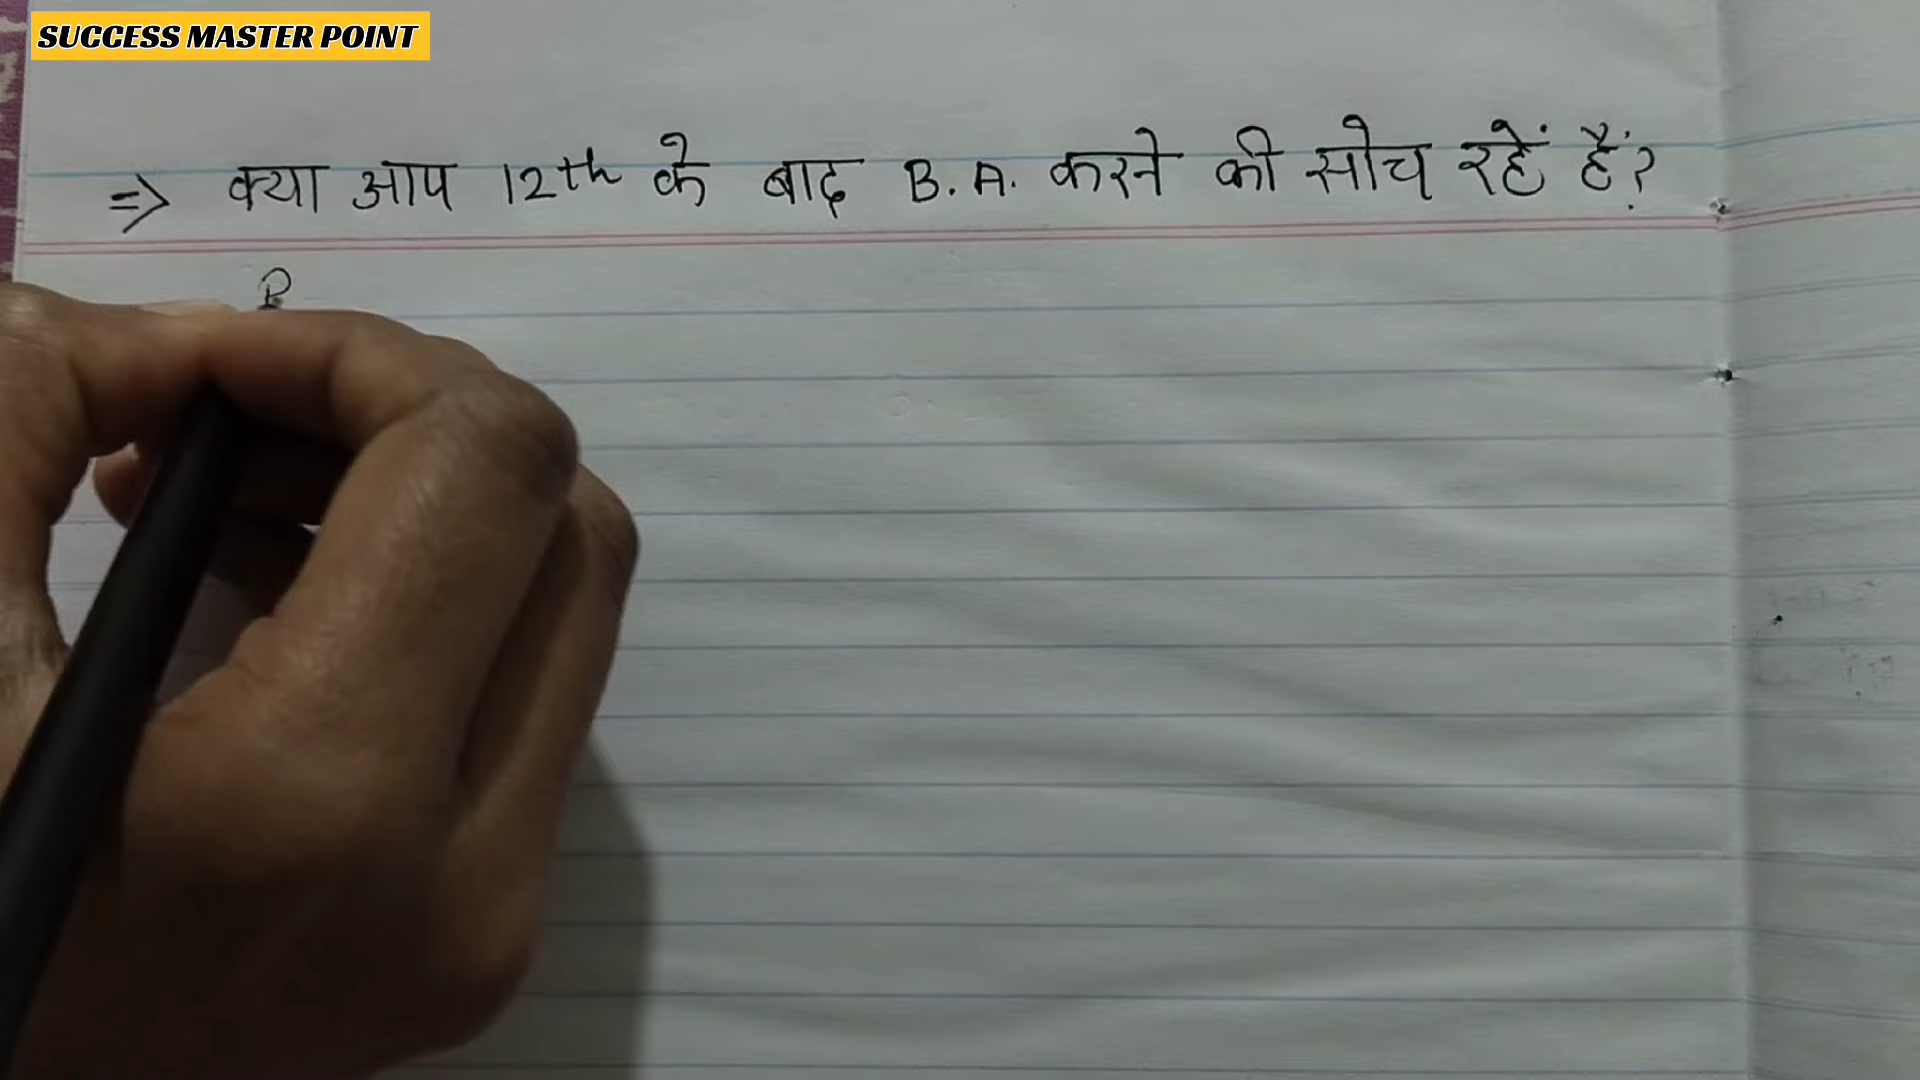 SUCCESS MASTER POINT
=> क्या आप 12th के बाद B.A. करने की सोच रहें हैं?